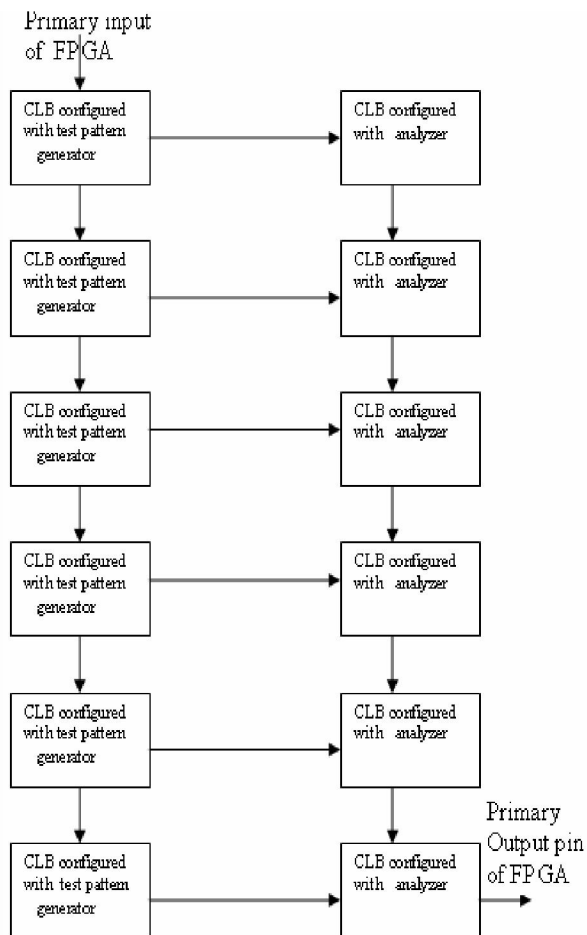 Primary input
of FPGA
CLB configured
with test pattern
generator
CLB configured
with analyzer
CLB configured
with test pattern
generator
CLB configured
with analyzer
CLB configured
with test pattern
generator
CLB configured
with analyzer
CLB configured
with test pattern
generator
CLB configured
with analyzer
CLB configured
with test pattern
generator
CLB configured
with analyzer
Primary
Output pin
of FPGA
CLB configured
with test pattern
generator
CLB configured
with analyzer